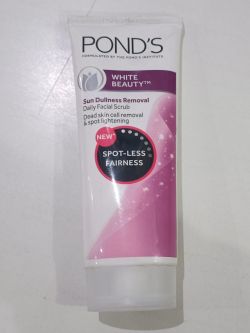 POND'S
FORMULATED BY THE POND'S INSTITUTE
WHITE
BEAUTY™
Sun Dullness Removal
Daily Facial Scrub
Dead skin cell removal
& spot lightening
NEW
SPOT-LESS
FAIRNESS